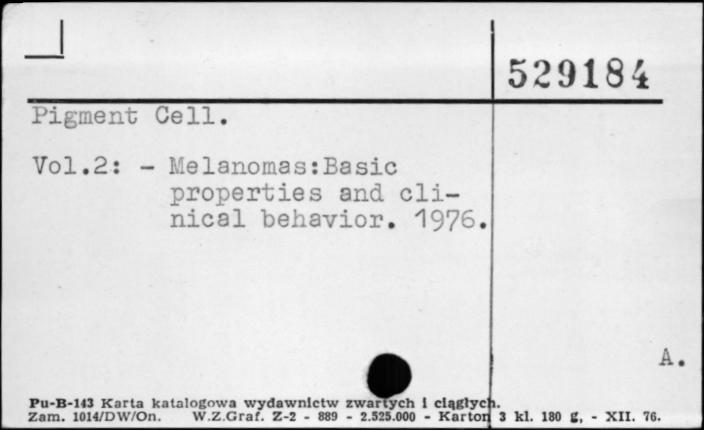 529184
Pigment Cell.
Vol.2: - Melanomas:Basic
properties and cli-
nical behavior. 1976.
A.
Pu-B-143 Karta katalogowa wydawnictw zwartych i ciągłych.
Zam. 1014/DW/On. W.Z.Graf. Z-2 - 889 - 2.525.000 - Karton 3 kl. 180 g, - XII. 76.